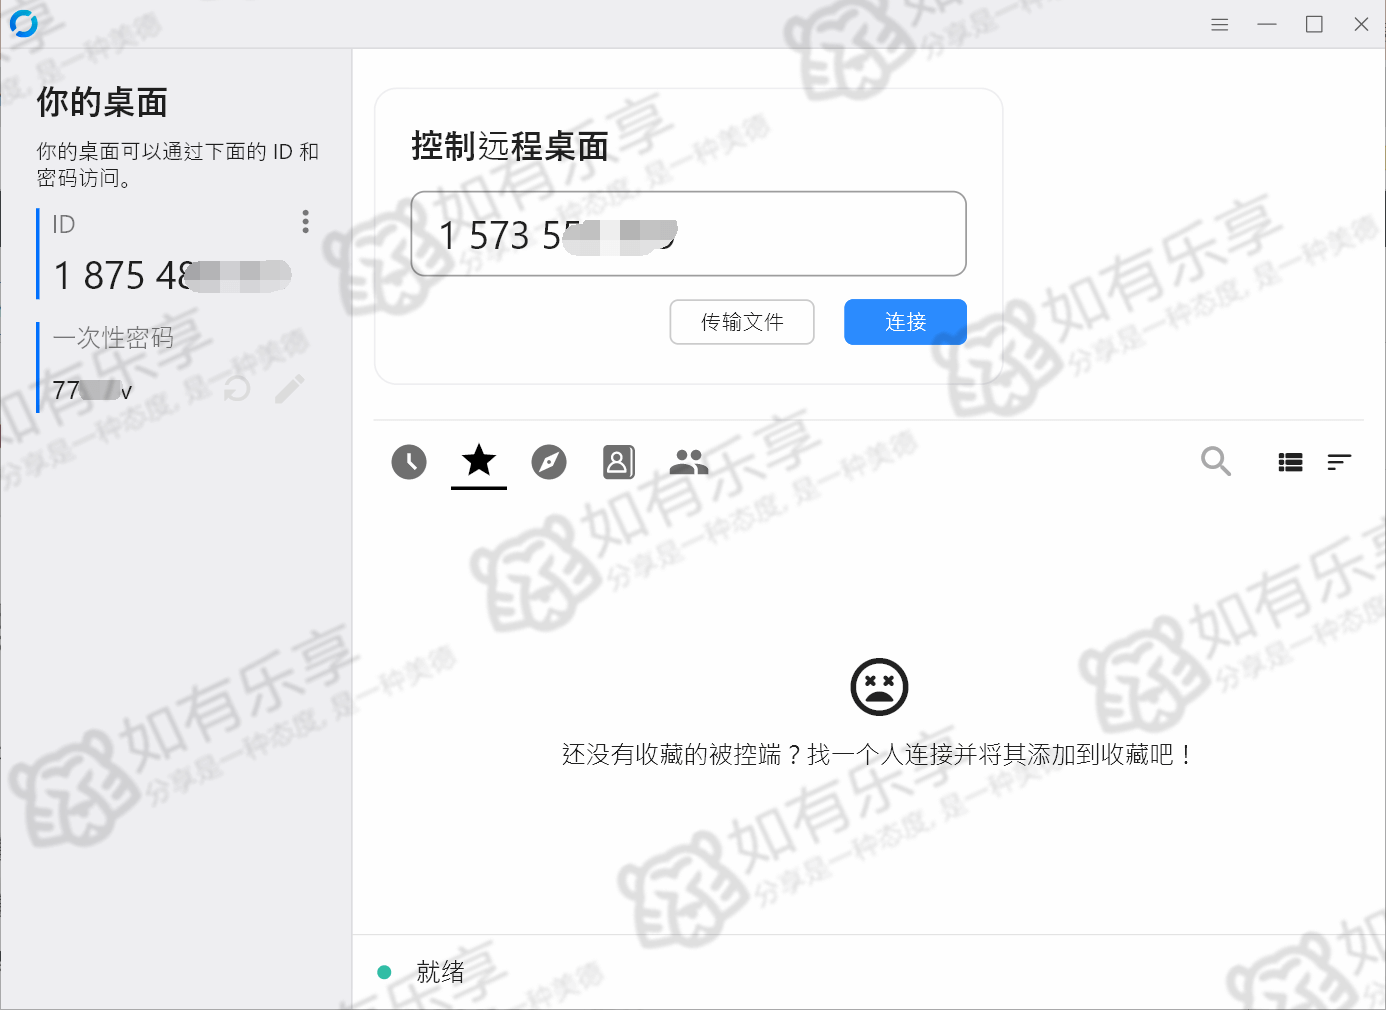 你的桌面
你的桌面可以通过下面的 ID 和
密码访问。
ID
1 875 48
一次性密码
77 v
控制远程桌面
1 573 5
传输文件
连接
还没有收藏的被控端？找一个人连接并将其添加到收藏吧！
就绪
如有乐享
分享是一种态度, 是一种美德